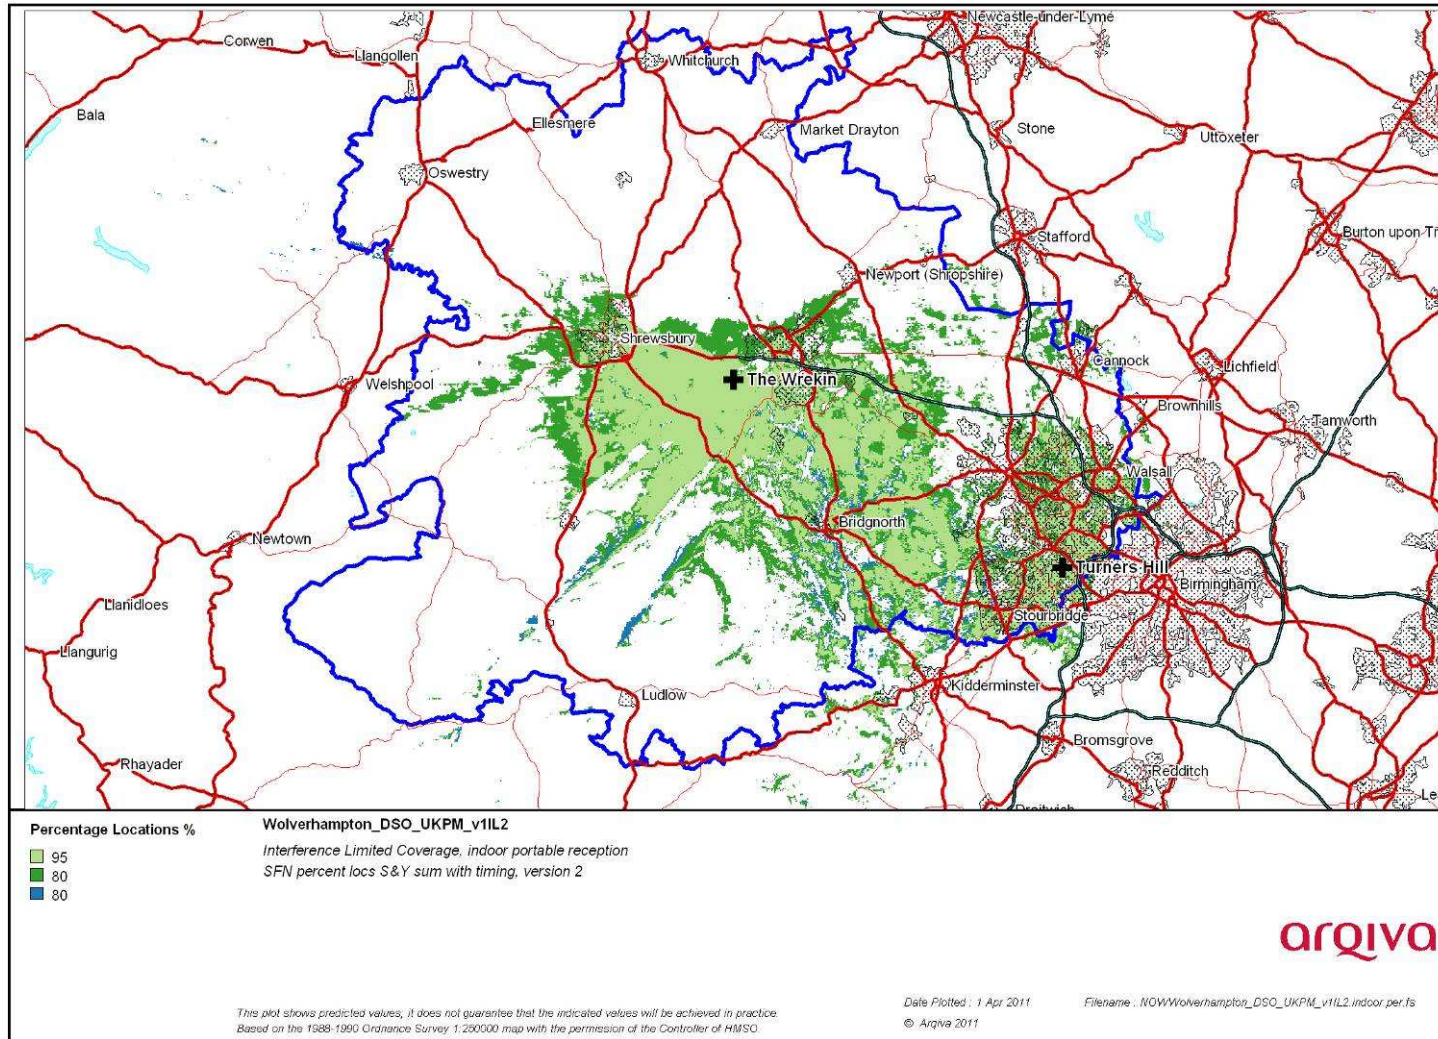 Newcastle-under-Lyme
Corwen
Llangollen
Whitchurch
Bala
Ellesmere
Market Drayton
Stone
Uttoxeter
Oswestry
Stafford
Burton upon Tr
Newport (Shropshire)
Shrewsbury
Cannock
Lichfield
Welshpool
The Wrekin
Brownhills
Tamworth
Walsall
Bridgnorth
Newtown
Turners Hill
Birmingham
Llanidloes
Stourbridge
Llangurig
Kidderminster
Ludlow
Bromsgrove
Rhayader
Redditch
Droitwich
Le
Percentage Locations %
95
80
80
Wolverhampton_DSO_UKPM_v1IL2
Interference Limited Coverage, indoor portable reception
SFN percent locs S&Y sum with timing, version 2
arqiva
This plot shows predicted values; it does not guarantee that the indicated values will be achieved in practice.
Based on the 1988-1990 Ordnance Survey 1:250000 map with the permission of the Controller of HMSO
Date Plotted : 1 Apr 2011
Filename : NOWWolverhampton_DSO_UKPM_v1IL2.indoor.per.fs
© Arqiva 2011